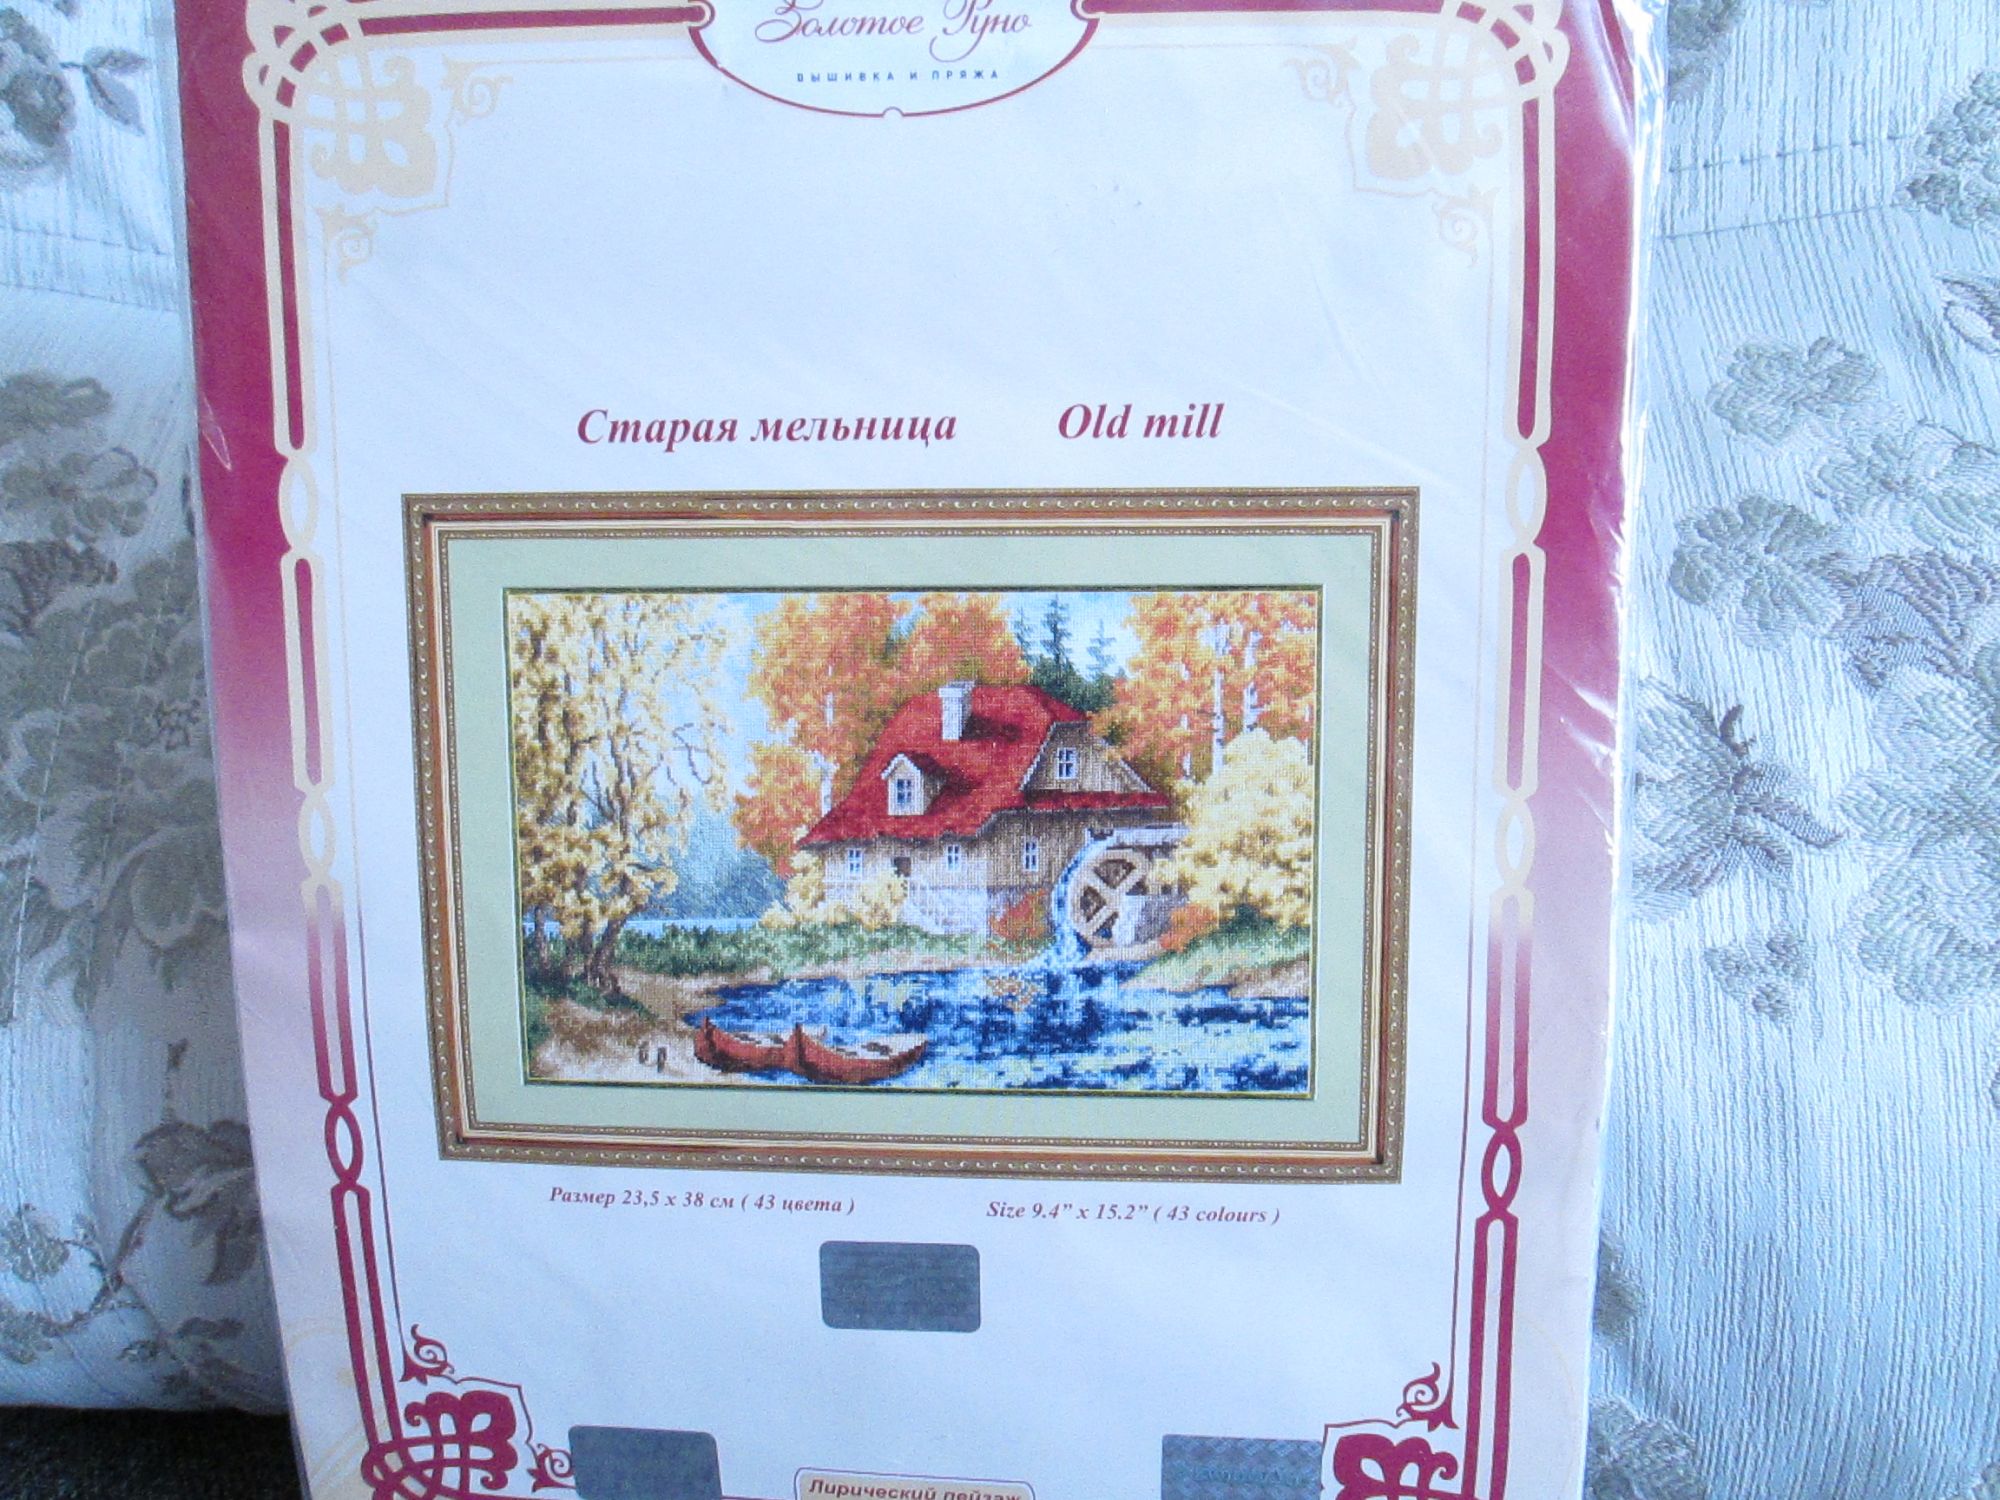 Золотое Руно
ВЫШИВКА И ПРЯЖА
Старая мельница Old mill
Размер 23,5 x 38 см ( 43 цвета ) Size 9.4” x 15.2” ( 43 colours )
Лирический пейзаж